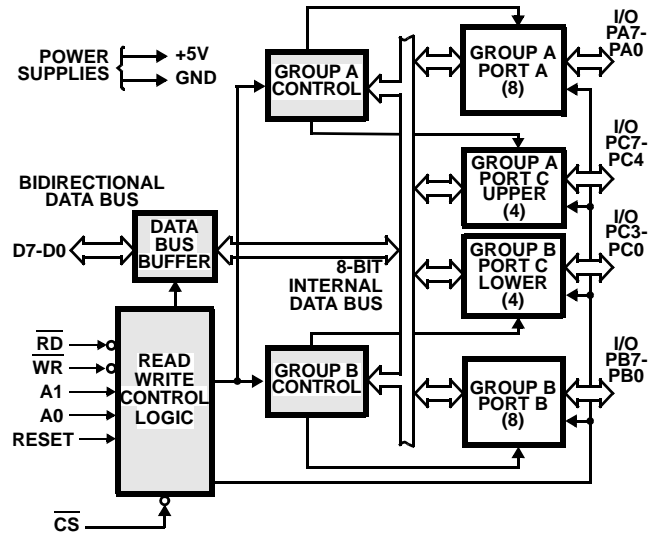 POWER
SUPPLIES
+5V
GND
GROUP A
CONTROL
GROUP A
PORT A
(8)
I/O
PA7-
PA0
GROUP A
PORT C
UPPER
(4)
I/O
PC7-
PC4
BIDIRECTIONAL
DATA BUS
D7-D0
DATA
BUS
BUFFER
8-BIT
INTERNAL
DATA BUS
GROUP B
PORT C
LOWER
(4)
I/O
PC3-
PC0
RD
WR
A1
A0
RESET
READ
WRITE
CONTROL
LOGIC
GROUP B
CONTROL
GROUP B
PORT B
(8)
I/O
PB7-
PB0
CS